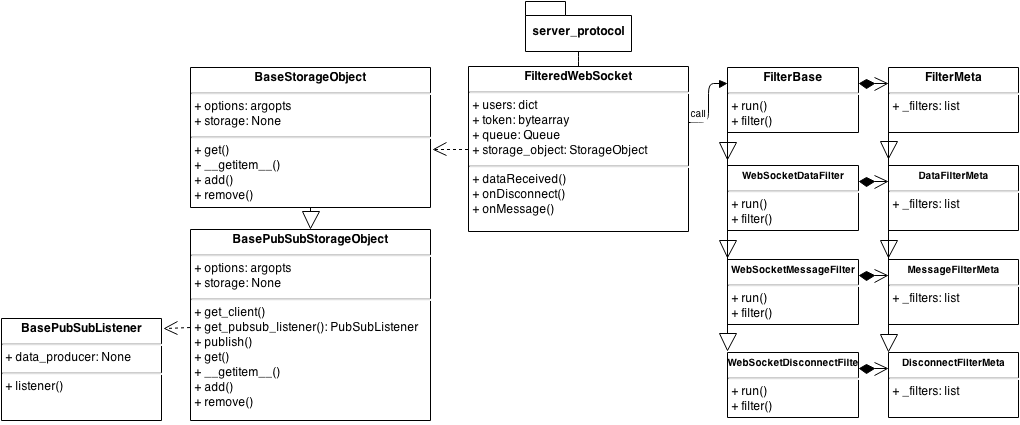 server_protocol
BaseStorageObject
+ options: argopts
+ storage: None
+ get()
+ __getitem__()
+ add()
+ remove()
FilteredWebSocket
+ users: dict
+ token: bytearray
+ queue: Queue
+ storage_object: StorageObject
+ dataReceived()
+ onDisconnect()
+ onMessage()
call
FilterBase
+ run()
+ filter()
FilterMeta
+ _filters: list
WebSocketDataFilter
+ run()
+ filter()
DataFilterMeta
+ _filters: list
BasePubSubStorageObject
+ options: argopts
+ storage: None
+ get_client()
+ get_pubsub_listener(): PubSubListener
+ publish()
+ get()
+ __getitem__()
+ add()
+ remove()
WebSocketMessageFilter
+ run()
+ filter()
MessageFilterMeta
+ _filters: list
BasePubSubListener
+ data_producer: None
+ listener()
WebSocketDisconnectFilte
+ run()
+ filter()
DisconnectFilterMeta
+ _filters: list